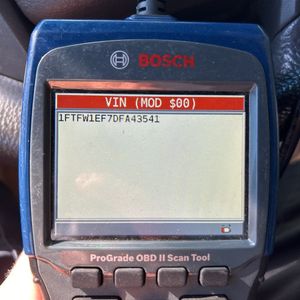 BOSCH
VIN (MOD $00)
1FTFW1EF7DFA43541
ProGrade OBD II Scan Tool